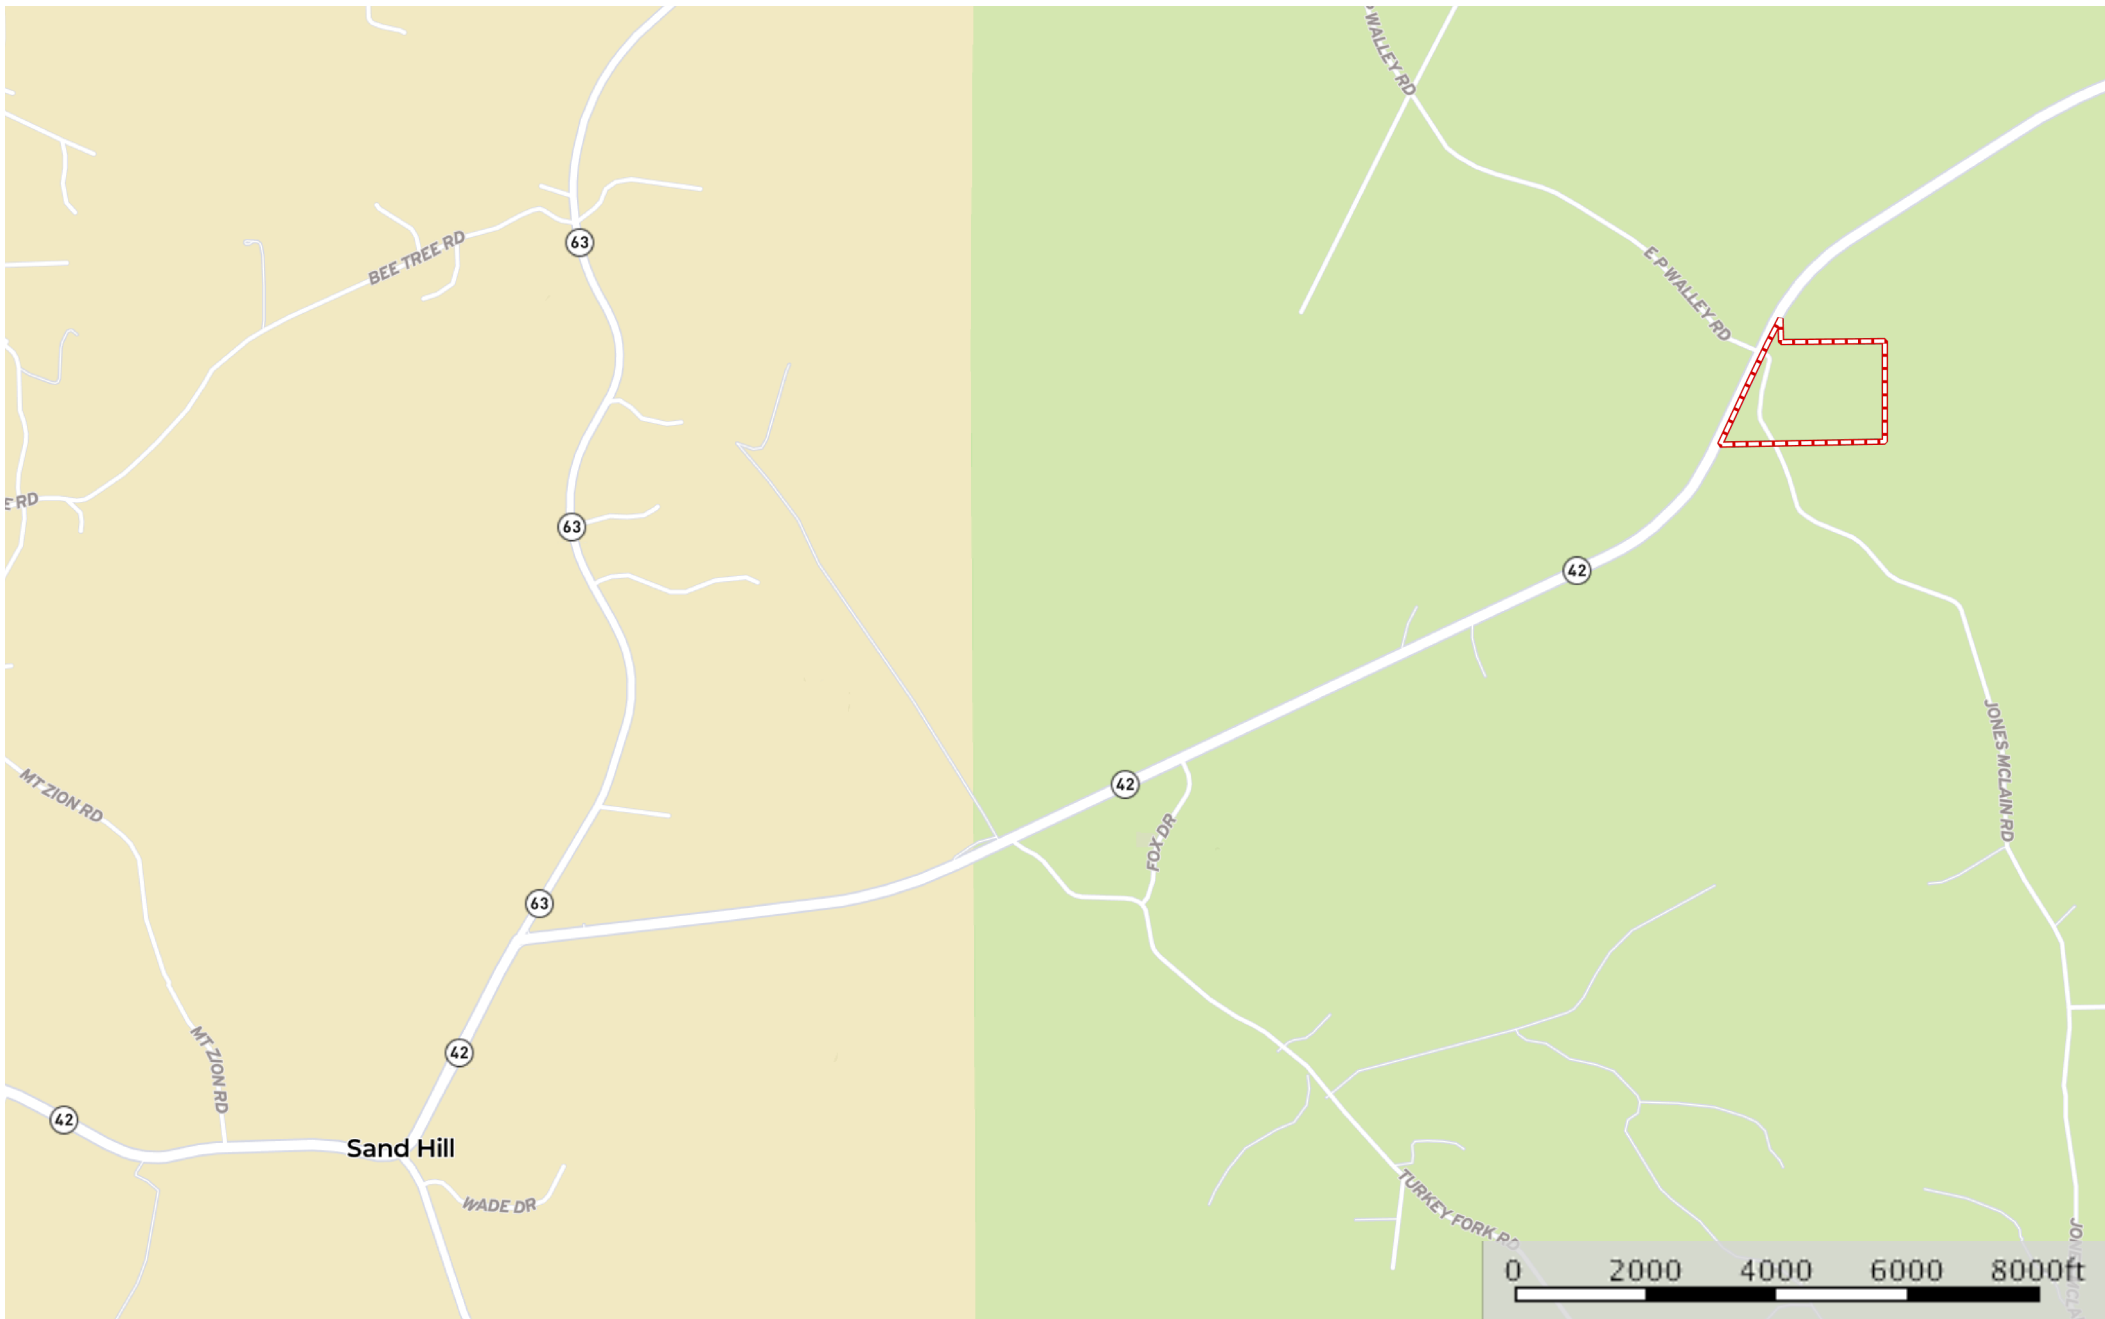 P WALLEY RD
63
BEE TREE RD
E P WALLEY RD
E RD
63
42
JONES MCLAIN RD
MT ZION RD
42
FOX DR
63
MT ZION RD
42
42
Sand Hill
WADE DR
TURKEY FORK RD
0 2000 4000 6000 8000ft